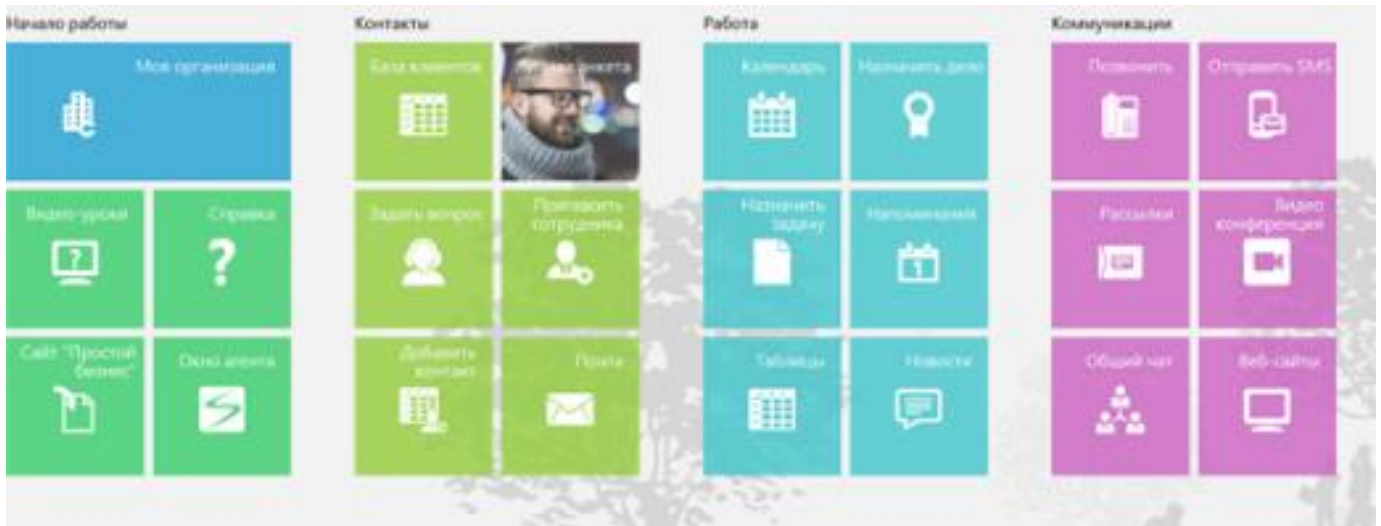 Начало работы
Контакты
Работа
Коммуникации
Моя организация
База клиентов
анкета
Календарь
Назначить дело
Позвонить
Отправить SMS
Видео-уроки
Справка
Задать вопрос
Пригласить
сотрудника
Назначить
задачу
Напоминания
Рассылки
Видео
конференция
Сайт "Простой
бизнес"
Окно агента
Добавить
контакт
Почта
Таблицы
Новости
Общий чат
Веб-сайты